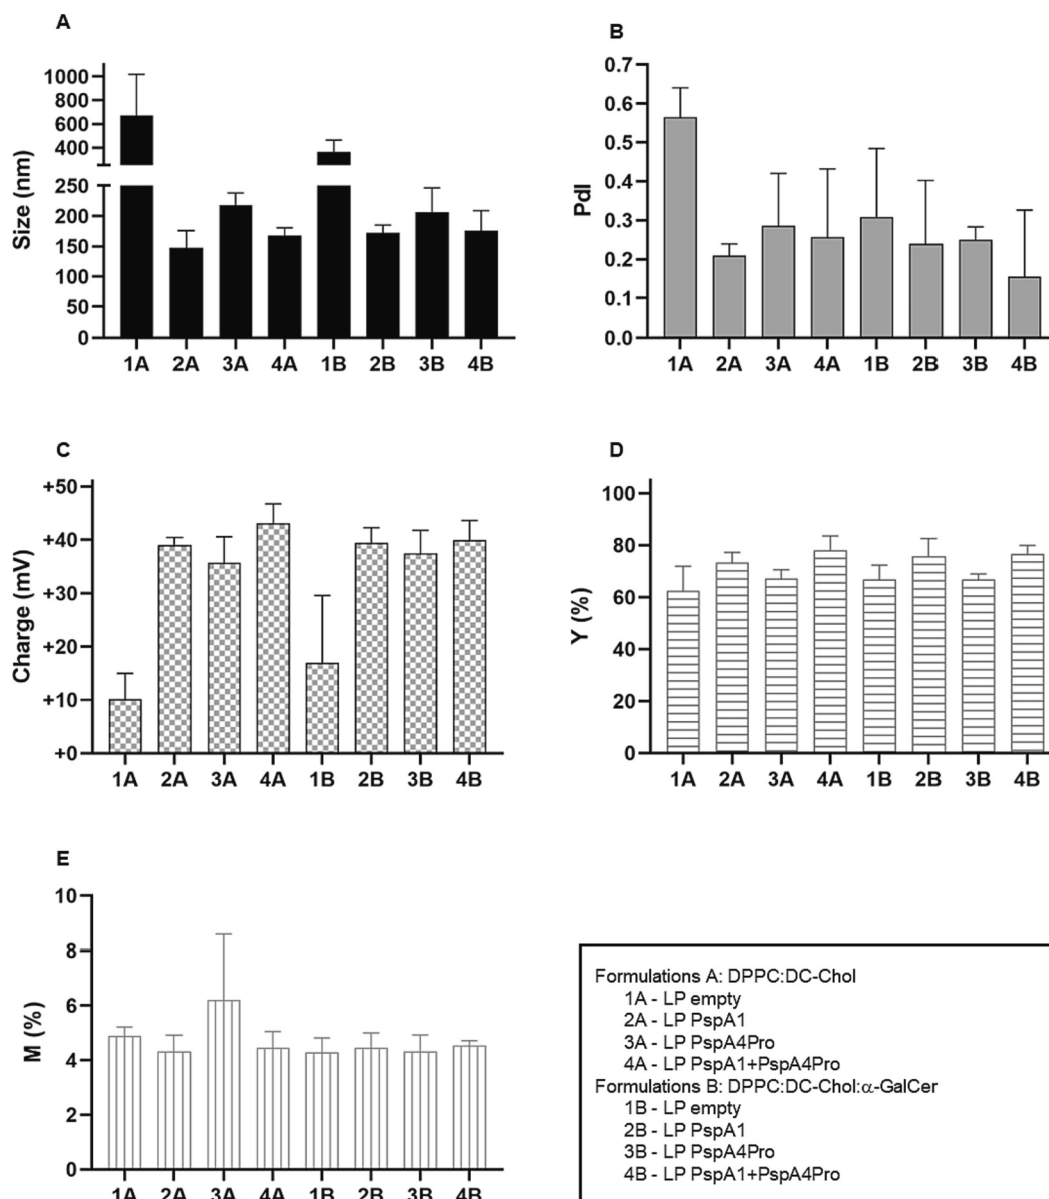 A
Size (nm)
1000
800
600
400
250
200
150
100
50
0
1A 2A 3A 4A 1B 2B 3B 4B
B
PdI
0.7
0.6
0.5
0.4
0.3
0.2
0.1
0.0
1A 2A 3A 4A 1B 2B 3B 4B
C
Charge (mV)
+50
+40
+30
+20
+10
+0
1A 2A 3A 4A 1B 2B 3B 4B
D
Y (%)
100
80
60
40
20
0
1A 2A 3A 4A 1B 2B 3B 4B
E
M (%)
10
8
6
4
2
0
1A 2A 3A 4A 1B 2B 3B 4B
Formulations A: DPPC:DC-Chol
1A - LP empty
2A - LP PspA1
3A - LP PspA4Pro
4A - LP PspA1+PspA4Pro
Formulations B: DPPC:DC-Chol:α-GalCer
1B - LP empty
2B - LP PspA1
3B - LP PspA4Pro
4B - LP PspA1+PspA4Pro